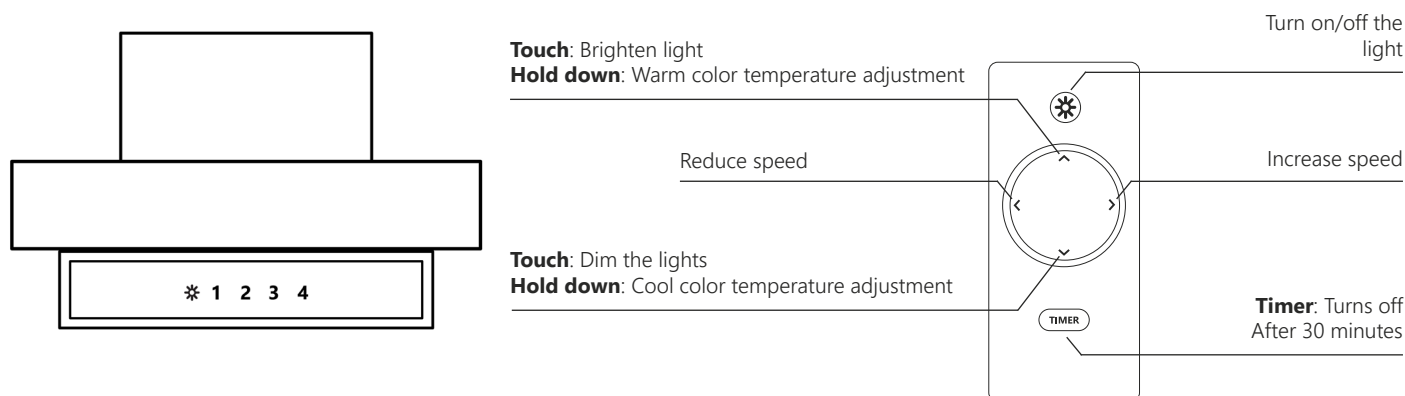 Touch: Brighten light
Hold down: Warm color temperature adjustment
Turn on/off the
light
Reduce speed
Increase speed
Touch: Dim the lights
Hold down: Cool color temperature adjustment
1 2 3 4
TIMER
Timer: Turns off
After 30 minutes